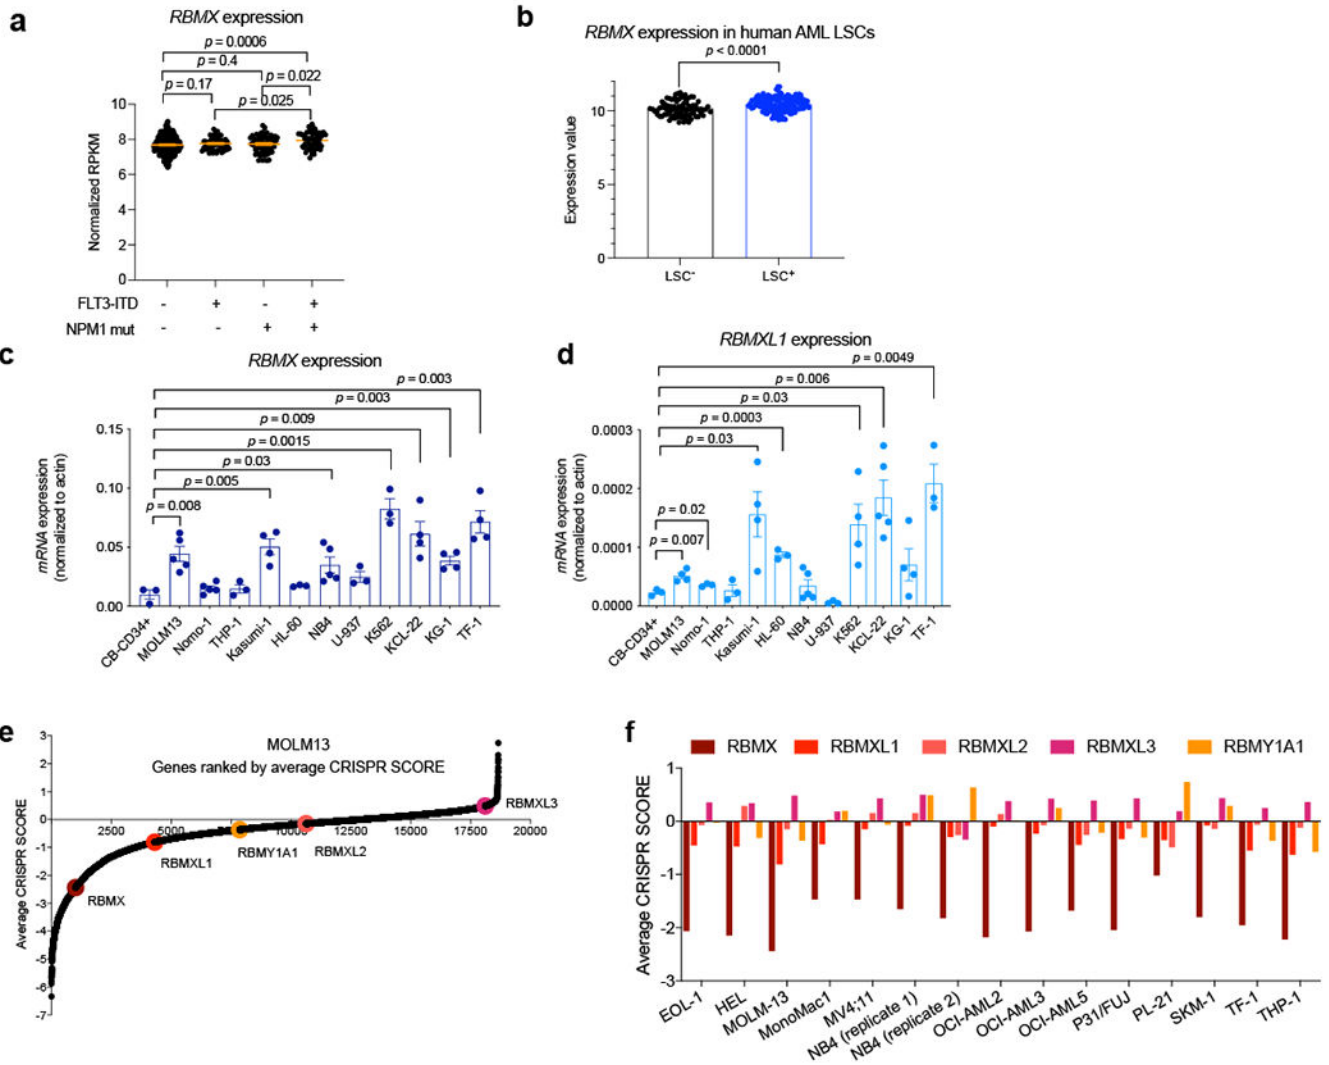 a
RBMX expression
p = 0.0006
p = 0.4
p = 0.022
p = 0.17
p = 0.025
10
8
6
4
2
0
Normalized RPKM
FLT3-ITD - + - +
NPM1 mut - - + +
b
RBMX expression in human AML LSCs
p < 0.0001
10
5
0
Expression value
LSC-
LSC+
c
RBMX expression
p = 0.003
p = 0.003
p = 0.009
p = 0.0015
p = 0.03
p = 0.005
p = 0.008
0.15
0.10
0.05
0.00
mRNA expression
(normalized to actin)
CB-CD34+
MOLM13
Nomo-1
THP-1
Kasumi-1
HL-60
NB4
U-937
K562
KCL-22
KG-1
TF-1
d
RBMXL1 expression
p = 0.0049
p = 0.006
p = 0.03
p = 0.0003
p = 0.03
p = 0.02
p = 0.007
0.0003
0.0002
0.0001
0.0000
mRNA expression
(normalized to actin)
CB-CD34+
MOLM13
Nomo-1
THP-1
Kasumi-1
HL-60
NB4
U-937
K562
KCL-22
KG-1
TF-1
e
MOLM13
Genes ranked by average CRISPR SCORE
3
2
1
0
-1
-2
-3
-4
-5
-6
-7
Average CRISPR SCORE
2500 5000 7500 10000 12500 15000 17500 20000
RBMXL3
RBMXL1
RBMY1A1
RBMXL2
RBMX
f
RBMX RBMXL1 RBMXL2 RBMXL3 RBMY1A1
1
0
-1
-2
-3
Average CRISPR SCORE
EOL-1
HEL
MOLM-13
MonoMac1
MV4;11
NB4 (replicate 1)
NB4 (replicate 2)
OCI-AML2
OCI-AML3
OCI-AML5
P31/FUJ
PL-21
SKM-1
TF-1
THP-1